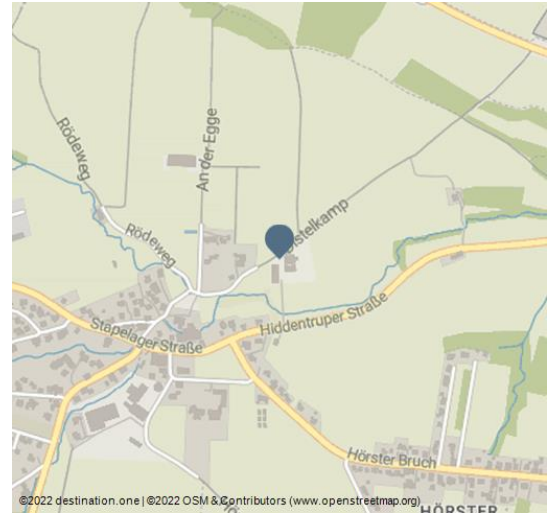 Rödeweg
An der Egge
Rödeweg
Distelkamp
Hiddentruper Straße
Stapelager Straße
Hörster Bruch
©2022 destination.one | ©2022 OSM & Contributors (www.openstreetmap.org)
HÖRSTER